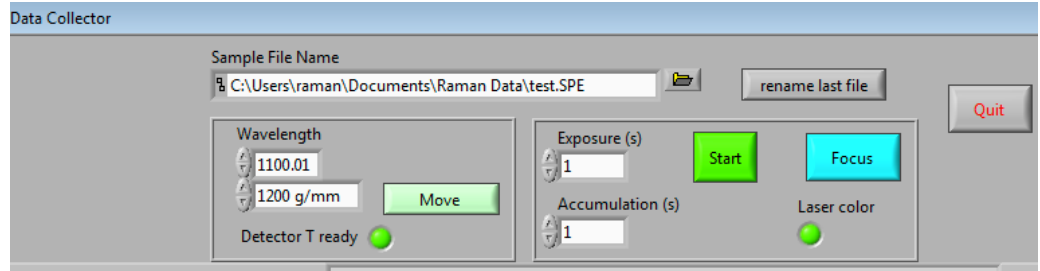 Data Collector
Sample File Name
C:\Users\raman\Documents\Raman Data\test.SPE
rename last file
Quit
Wavelength
1100.01
1200 g/mm
Move
Detector T ready
Exposure (s)
1
Start
Focus
Accumulation (s)
1
Laser color